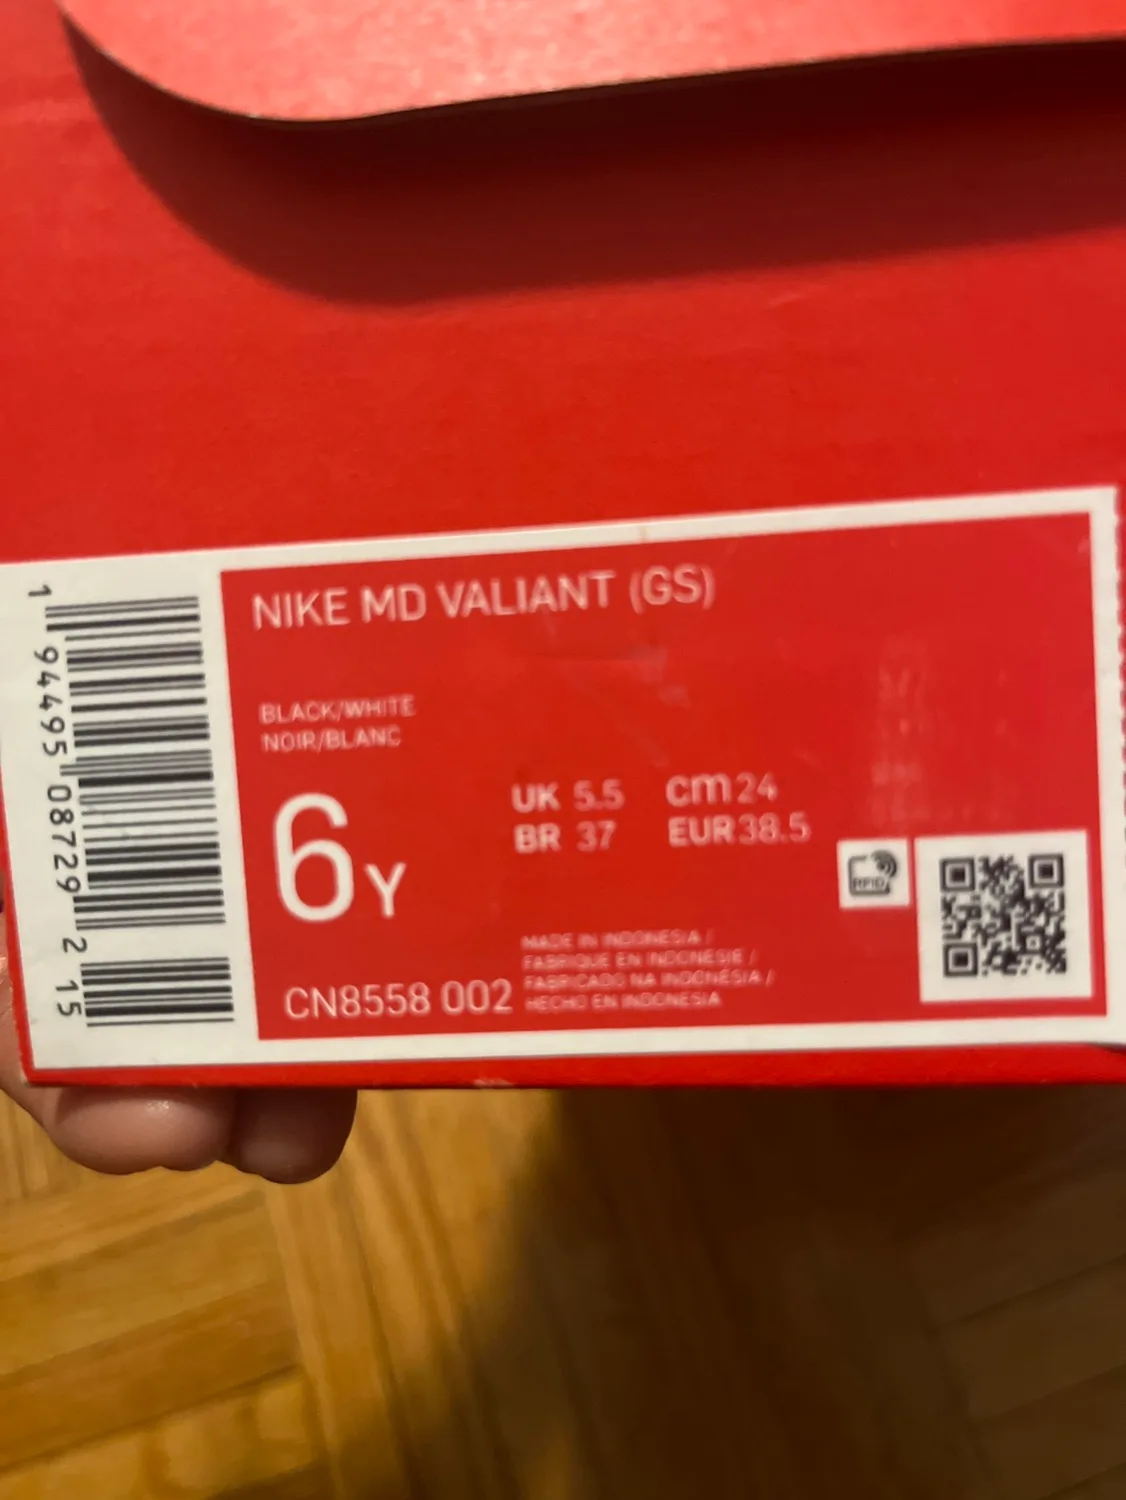 NIKE MD VALIANT (GS)
BLACK/WHITE
NOIR/BLANC
6Y
UK 5.5 cm 24
BR 37 EUR 38.5
RFID
MADE IN INDONESIA /
FABRIQUE EN INDONESIE /
FABRICADO NA INDONESIA /
HECHO EN INDONESIA
CN8558 002
1 94495 08729 2 15